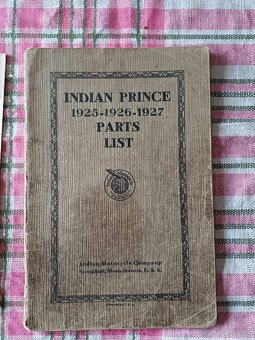 INDIAN PRINCE
1925-1926-1927
PARTS
LIST
Indian Motocycle Company
Springfield, Massachusetts, U. S. A.